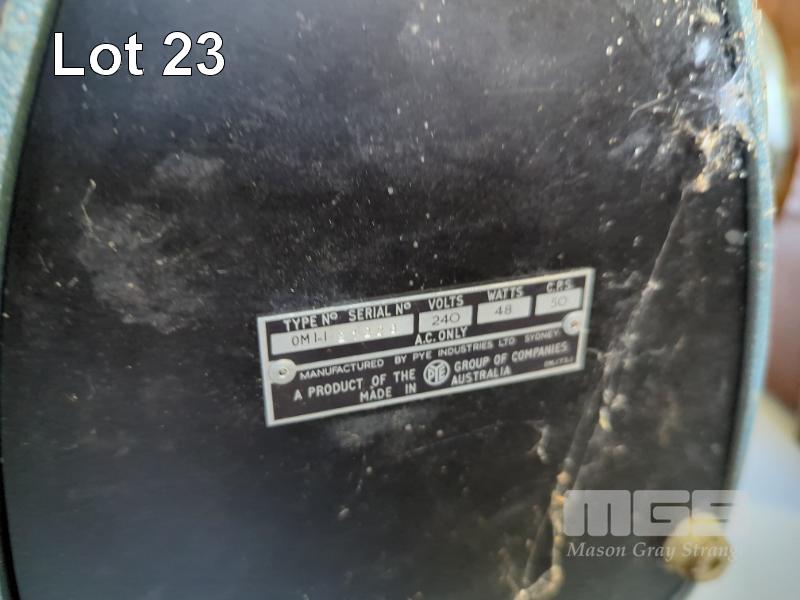 Lot 23
TYPE Nº SERIAL Nº VOLTS WATTS C.P.S.
240 48 50
A.C. ONLY
MANUFACTURED BY PYE INDUSTRIES LTD SYDNEY
A PRODUCT OF THE PYE GROUP OF COMPANIES
MADE IN AUSTRALIA
MGS
Mason Gray Strange